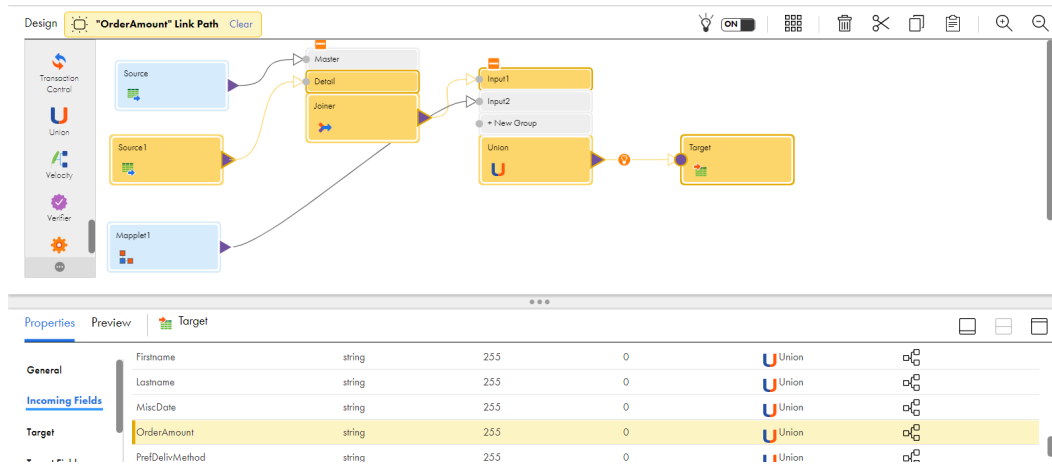 Design "OrderAmount" Link Path Clear ON
Transaction
Control
Union
Velocity
Verifier
Source
Source1
Mapplet1
Master
Detail
Joiner
Input1
Input2
+ New Group
Union
Target
Properties Preview Target
General
Incoming Fields
Target
Firstname string 255 0 Union
Lastname string 255 0 Union
MiscDate string 255 0 Union
OrderAmount string 255 0 Union
PrefDelivMethod string 255 0 Union